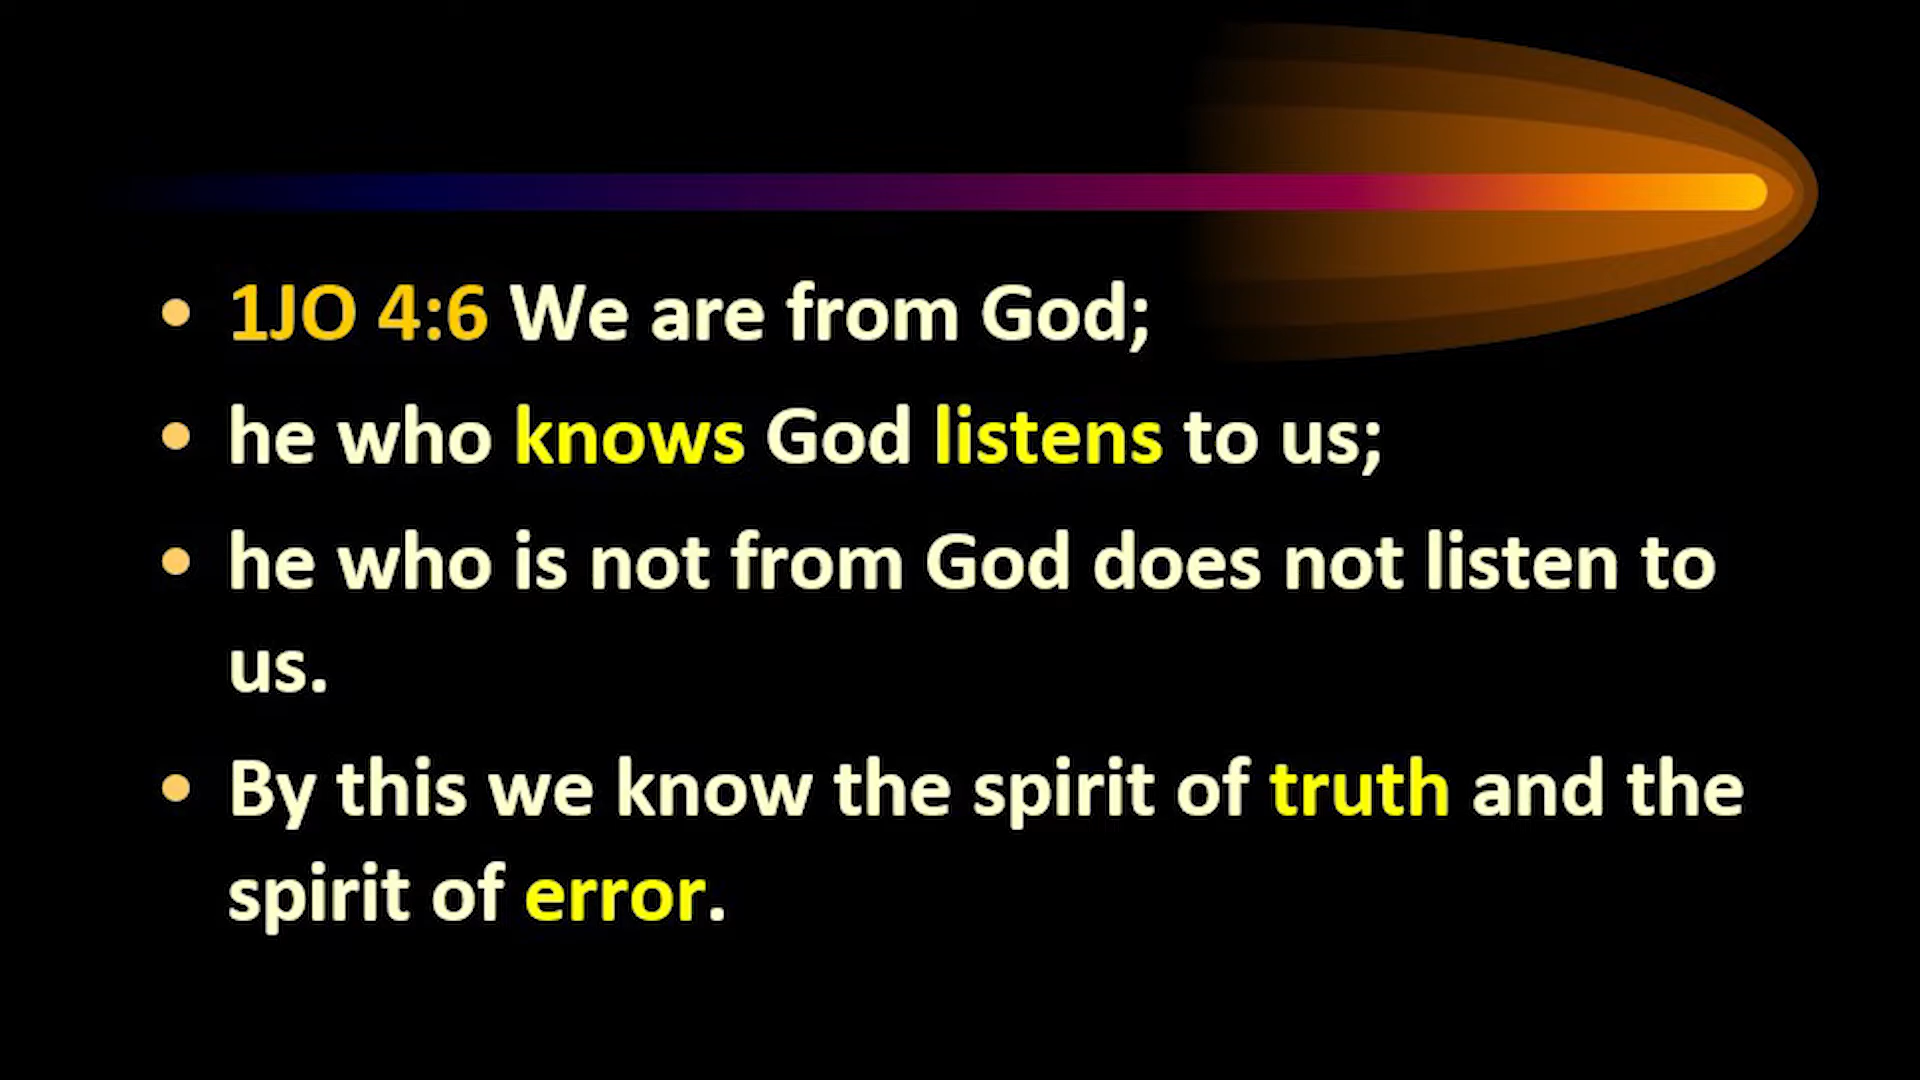 • 1JO 4:6 We are from God;
• he who knows God listens to us;
• he who is not from God does not listen to
us.
• By this we know the spirit of truth and the
spirit of error.